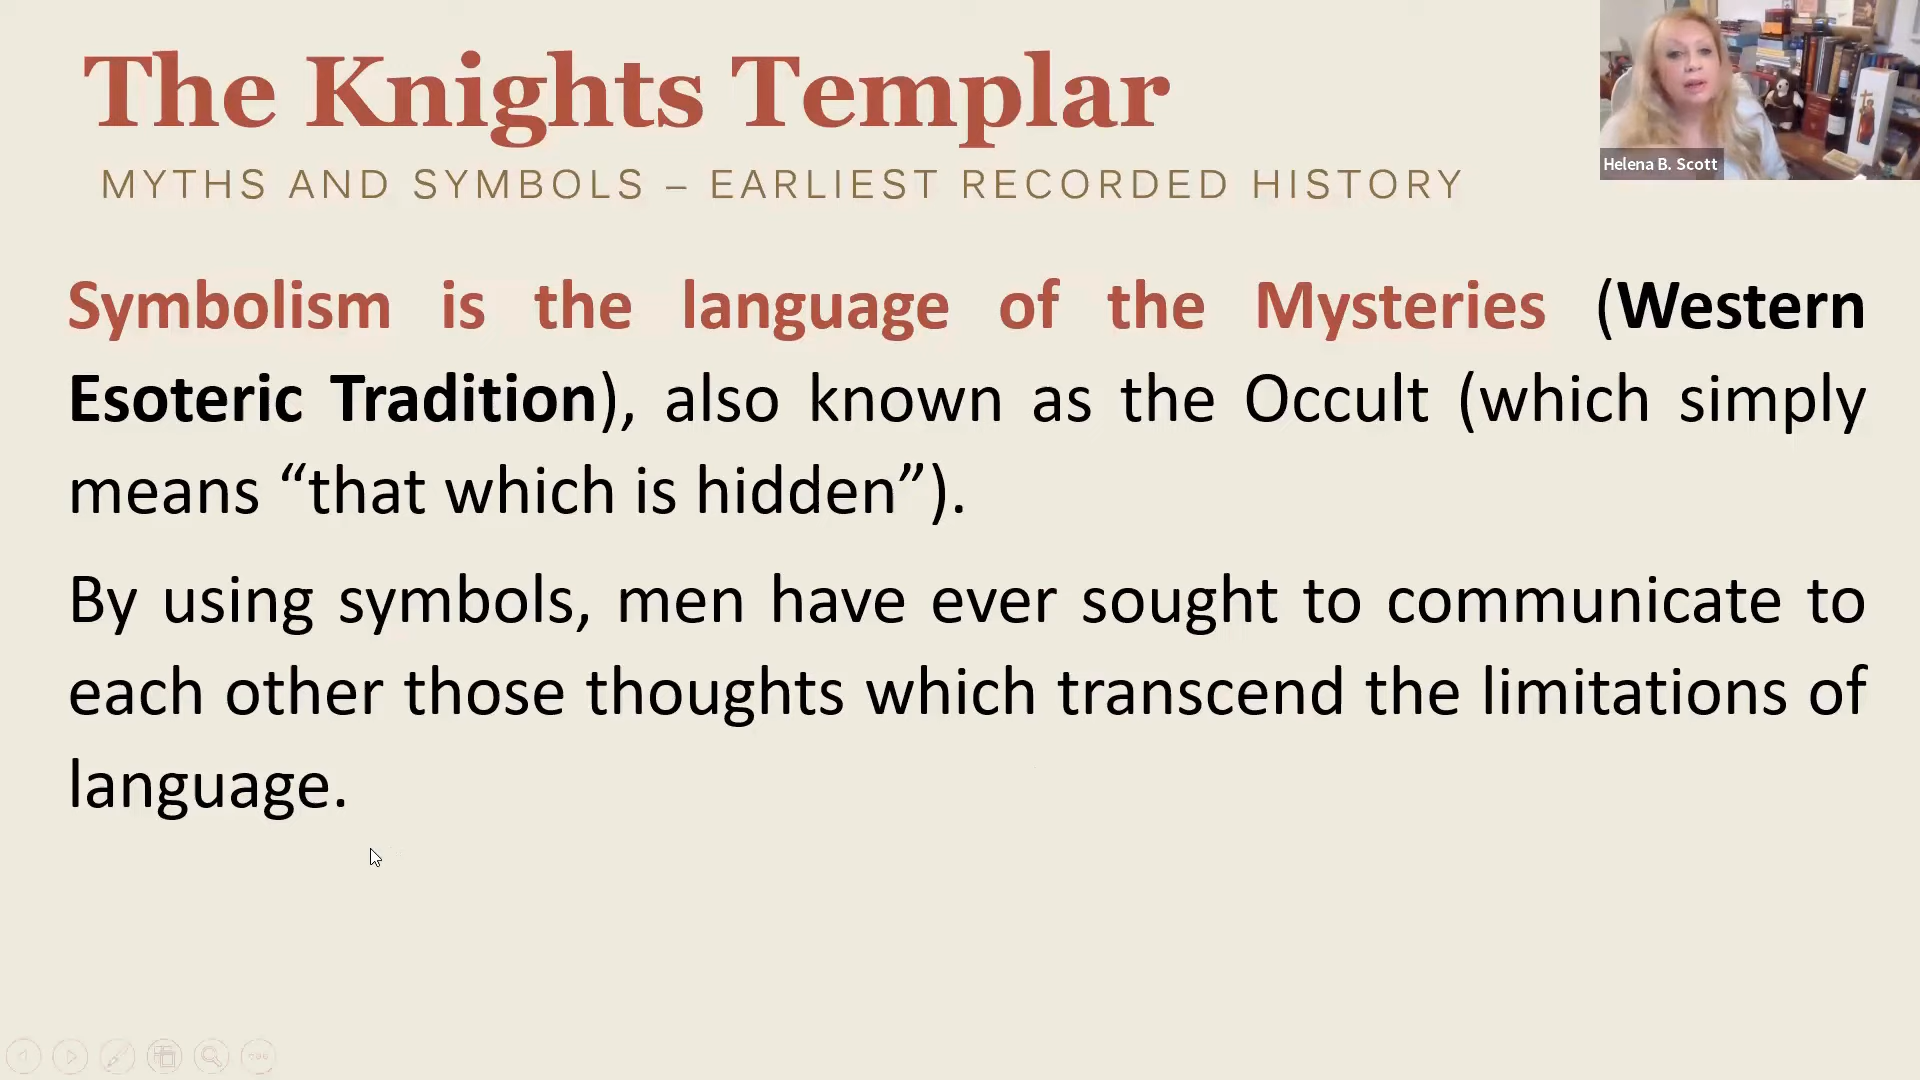 The Knights Templar
MYTHS AND SYMBOLS – EARLIEST RECORDED HISTORY
Helena B. Scott
Symbolism is the language of the Mysteries (Western
Esoteric Tradition), also known as the Occult (which simply
means “that which is hidden”).
By using symbols, men have ever sought to communicate to
each other those thoughts which transcend the limitations of
language.